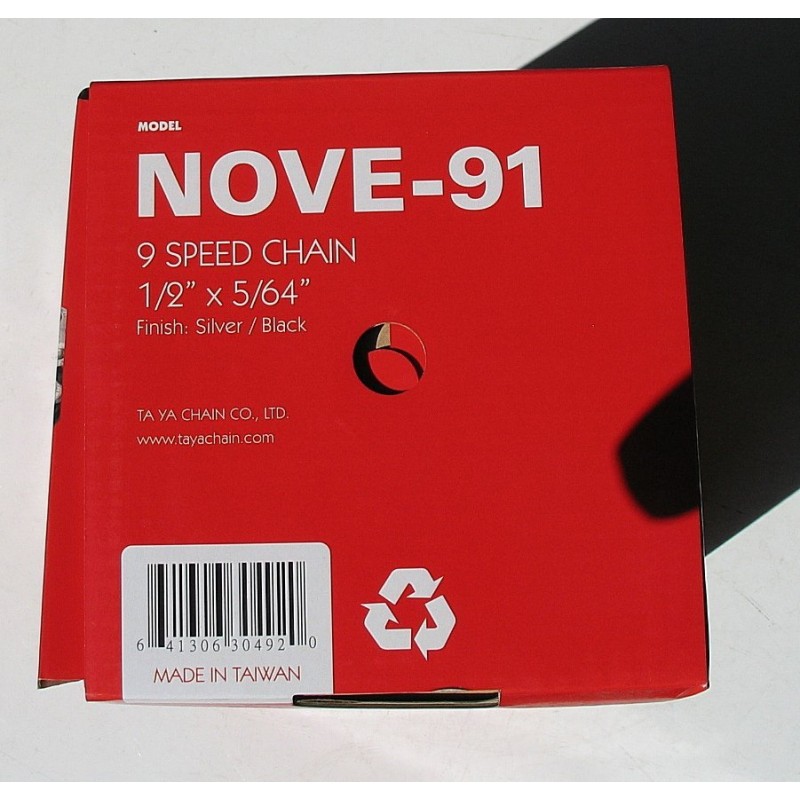 MODEL
NOVE-91
9 SPEED CHAIN
1/2" x 5/64"
Finish: Silver / Black
TA YA CHAIN CO., LTD.
www.tayachain.com
6 41306 30492 0
MADE IN TAIWAN